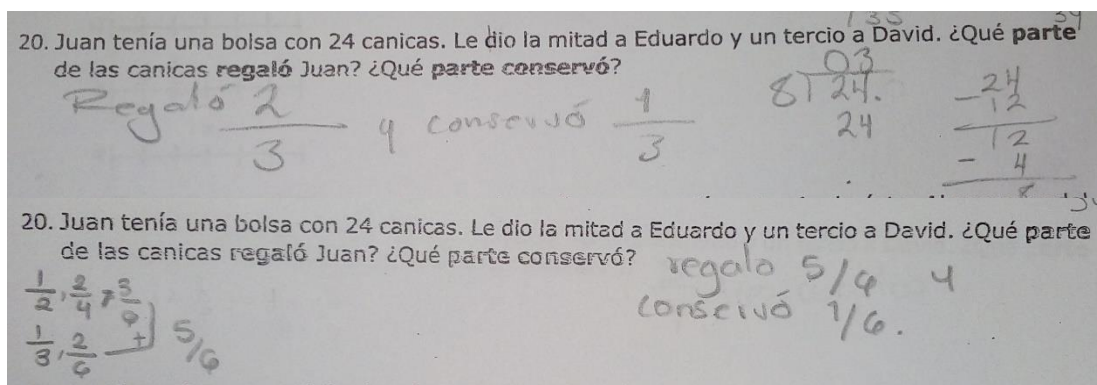 20. Juan tenía una bolsa con 24 canicas. Le dio la mitad a Eduardo y un tercio a David. ¿Qué parte
de las canicas regaló Juan? ¿Qué parte conservó?
Regaló 2/3 y conservó 1/3
03
8 24.
24
24
- 12
12
- 4
8
20. Juan tenía una bolsa con 24 canicas. Le dio la mitad a Eduardo y un tercio a David. ¿Qué parte
de las canicas regaló Juan? ¿Qué parte conservó?
regalo 5/6 y
conservó 1/6.
1/2, 2/4, 3/6
1/3, 2/6 + 5/6